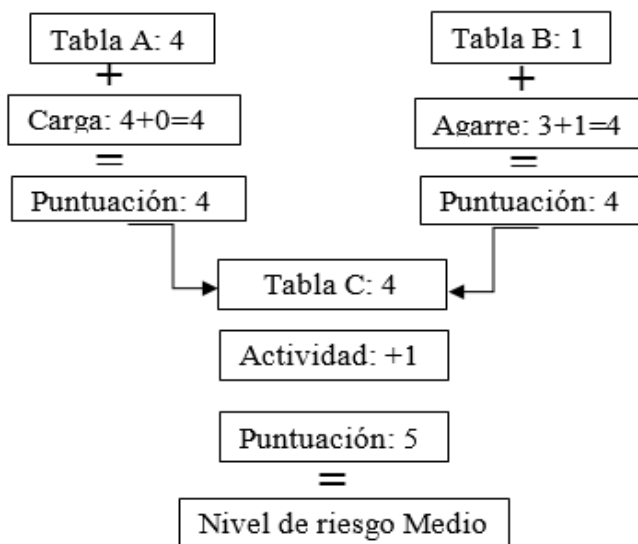 Tabla A: 4
+
Carga: 4+0=4
=
Puntuación: 4
Tabla B: 1
+
Agarre: 3+1=4
=
Puntuación: 4
Tabla C: 4
Actividad: +1
Puntuación: 5
=
Nivel de riesgo Medio